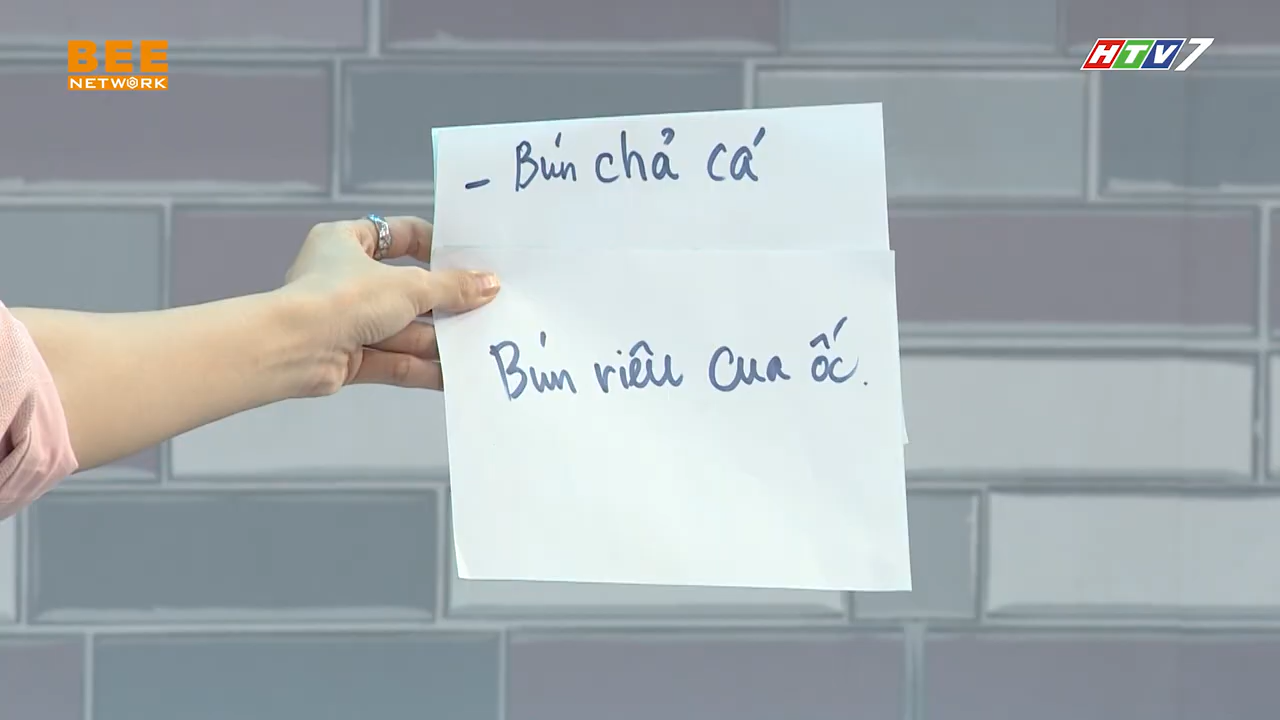 BEE
NETWORK
HTV7
- Bún chả cá
Bún riêu cua ốc.